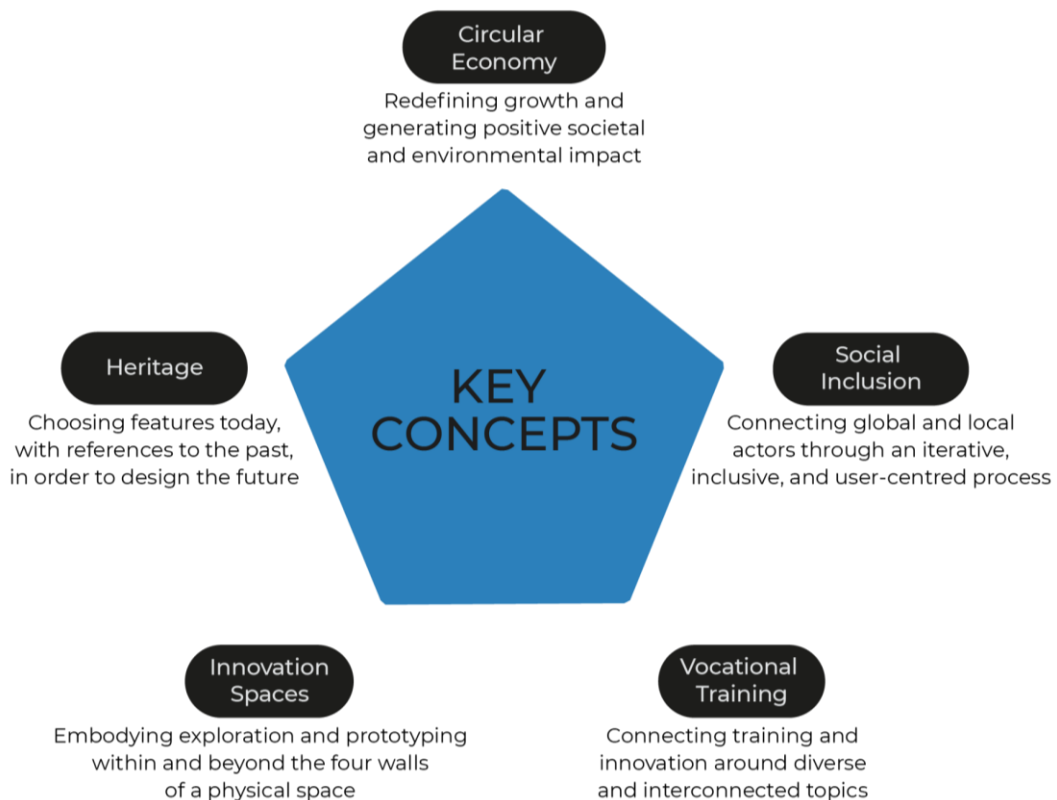 Circular
Economy
Redefining growth and
generating positive societal
and environmental impact
Heritage
Choosing features today,
with references to the past,
in order to design the future
KEY
CONCEPTS
Social
Inclusion
Connecting global and local
actors through an iterative,
inclusive, and user-centred process
Innovation
Spaces
Embodying exploration and prototyping
within and beyond the four walls
of a physical space
Vocational
Training
Connecting training and
innovation around diverse
and interconnected topics